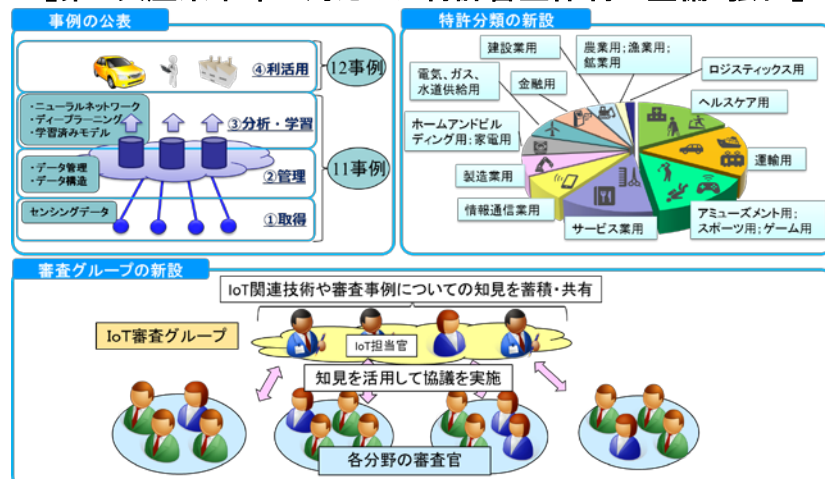 事例の公表
④利活用
12事例
・ニューラルネットワーク
・ディープラーニング
・学習済みモデル
③分析・学習
11事例
・データ管理
・データ構造
②管理
センシングデータ
①取得
特許分類の新設
建設業用
農業用;漁業用;
鉱業用
電気、ガス、
水道供給用
金融用
ロジスティックス用
ヘルスケア用
ホームアンドビル
ディング用;家電用
運輸用
製造業用
情報通信業用
サービス業用
アミューズメント用;
スポーツ用;ゲーム用
審査グループの新設
IoT関連技術や審査事例についての知見を蓄積・共有
IoT審査グループ
IoT担当官
知見を活用して協議を実施
各分野の審査官